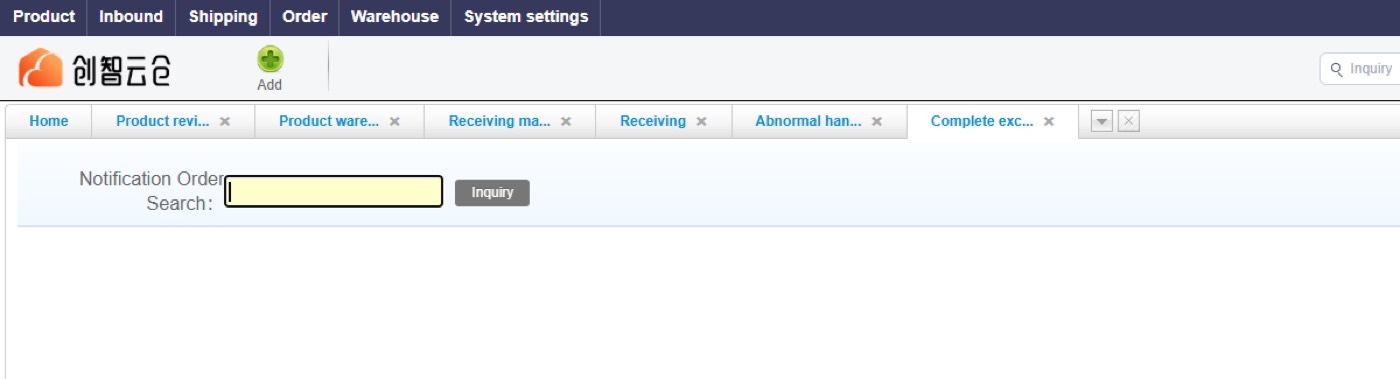 Product Inbound Shipping Order Warehouse System settings
创智云仓
Add
Inquiry
Home Product revi... Product ware... Receiving ma... Receiving Abnormal han... Complete exc...
Notification Order
Search：
Inquiry